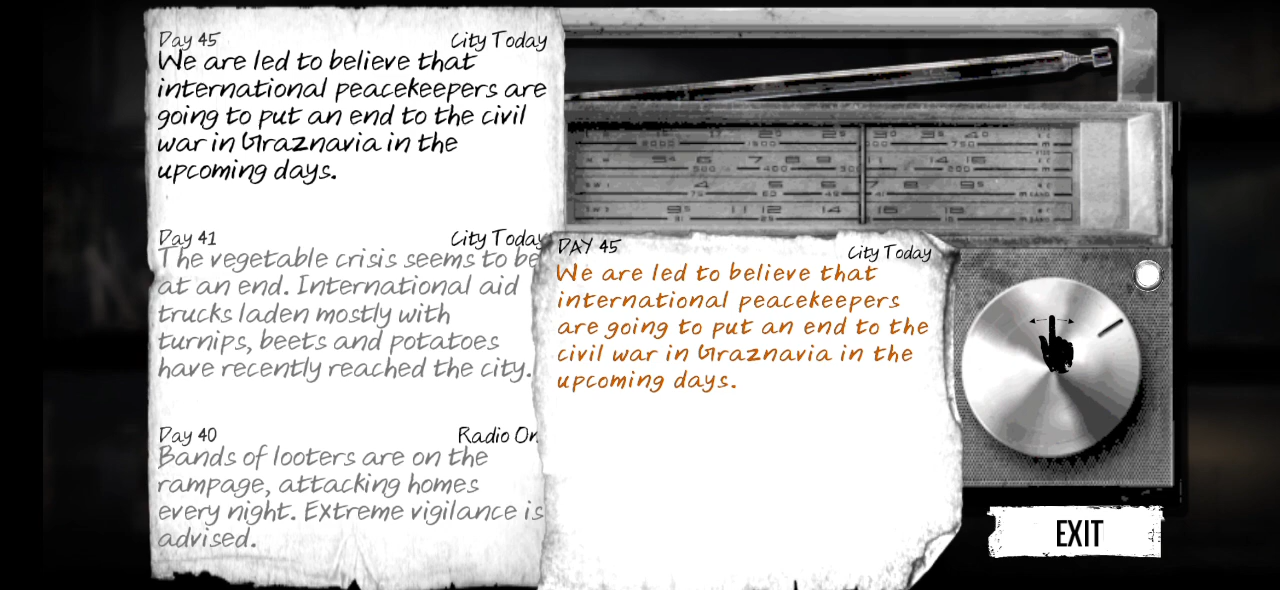 Day 45 City Today
We are led to believe that
international peacekeepers are
going to put an end to the civil
war in Graznavia in the
upcoming days.
Day 41 City Today
The vegetable crisis seems to be
at an end. International aid
trucks laden mostly with
turnips, beets and potatoes
have recently reached the city.
Day 40 Radio On
Bands of looters are on the
rampage, attacking homes
every night. Extreme vigilance is
advised.
DAY 45 City Today
We are led to believe that
international peacekeepers
are going to put an end to the
civil war in Graznavia in the
upcoming days.
EXIT